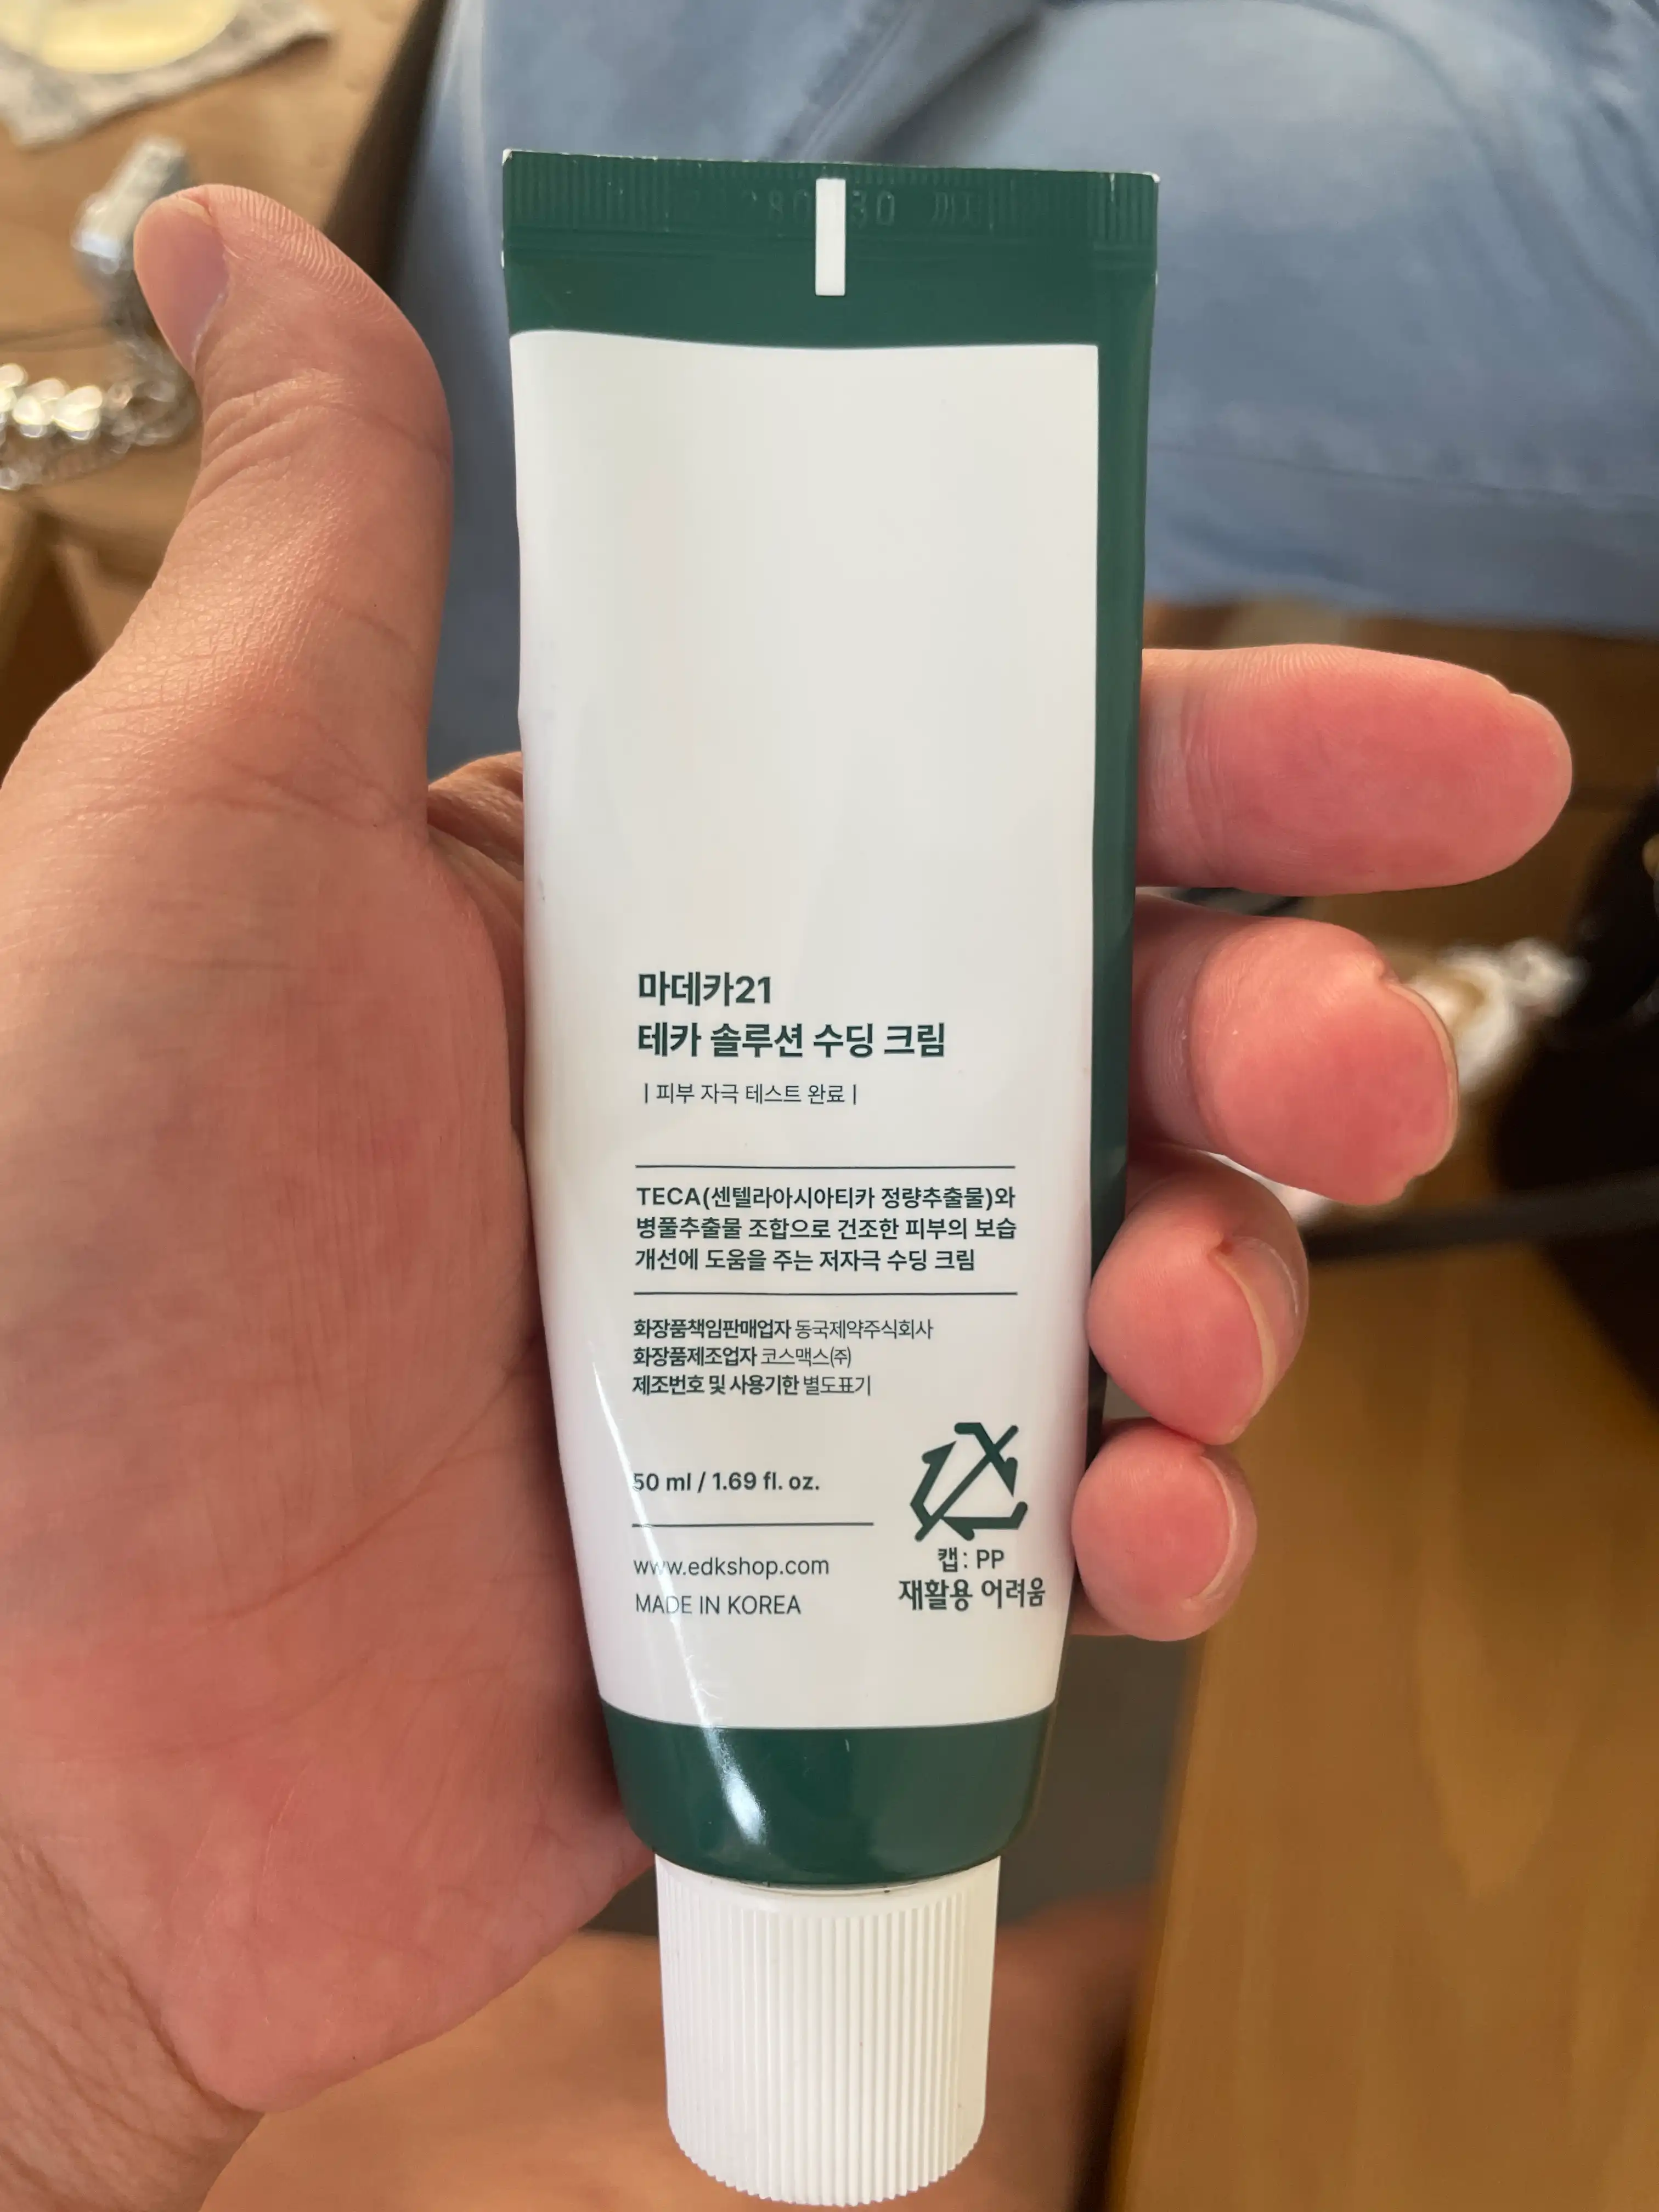 마데카21
테카 솔루션 수딩 크림
| 피부 자극 테스트 완료 |
TECA(센텔라아시아티카 정량추출물)와
병풀추출물 조합으로 건조한 피부의 보습
개선에 도움을 주는 저자극 수딩 크림
화장품책임판매업자 동국제약주식회사
화장품제조업자 코스맥스㈜
제조번호 및 사용기한 별도표기
50 ml / 1.69 fl. oz.
www.edkshop.com
MADE IN KOREA
캡: PP
재활용 어려움